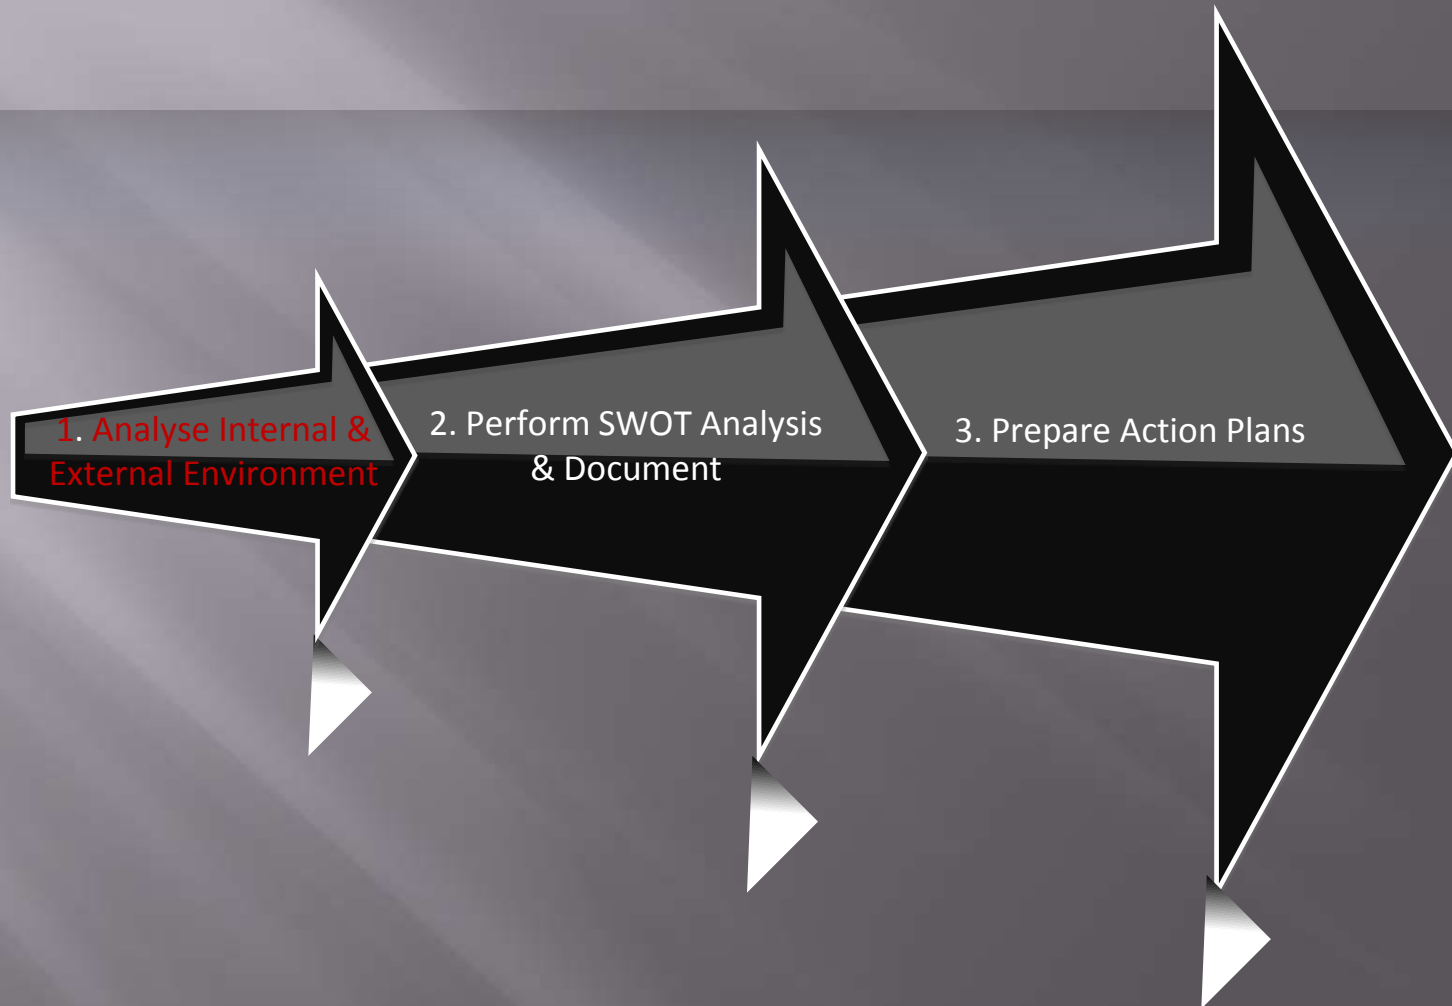 1. Analyse Internal &
External Environment
2. Perform SWOT Analysis
& Document
3. Prepare Action Plans